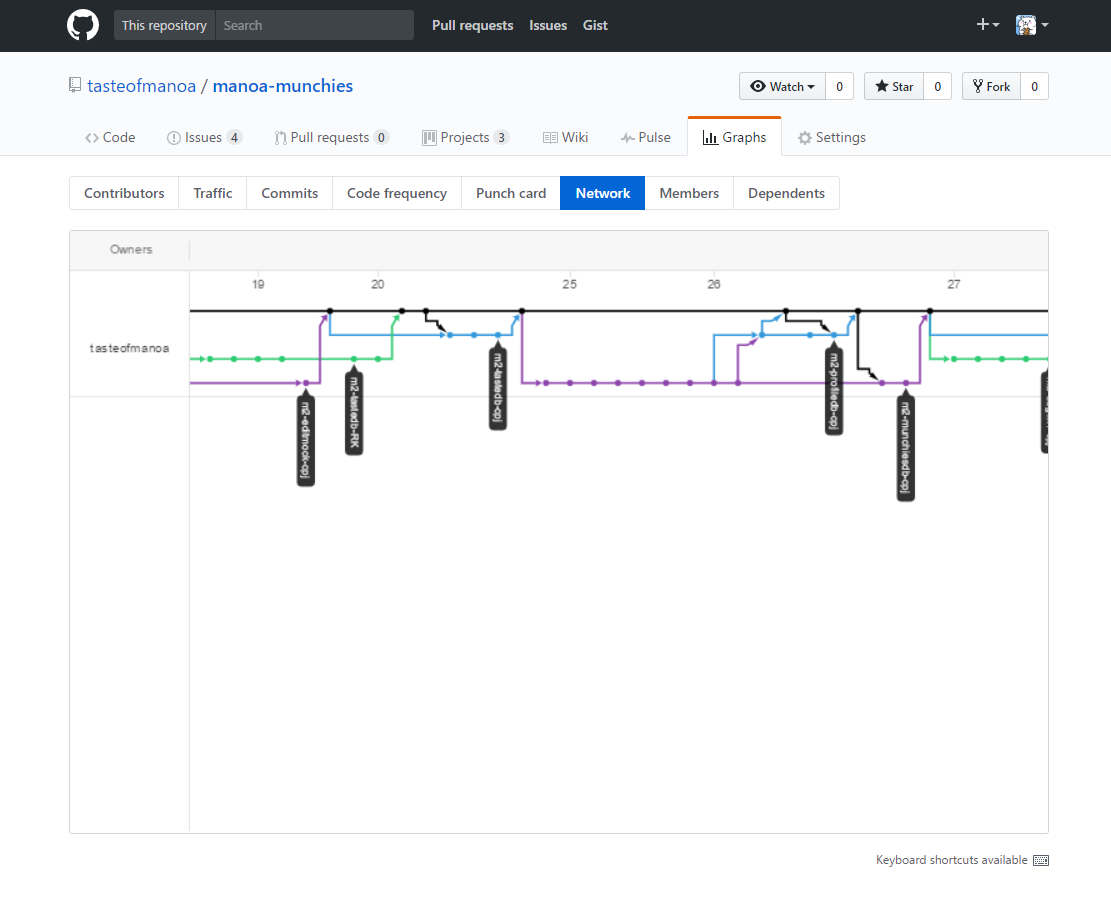 This repository Search Pull requests Issues Gist
tasteofmanoa / manoa-munchies Watch 0 Star 0 Fork 0
Code Issues 4 Pull requests 0 Projects 3 Wiki Pulse Graphs Settings
Contributors Traffic Commits Code frequency Punch card Network Members Dependents
Owners
19 20 25 26 27
tasteofmanoa
m2-editmock-cpj
m2-tastedb-RK
m2-tastedb-cpj
m2-profiledb-cpj
m2-munchiesdb-cpj
Keyboard shortcuts available